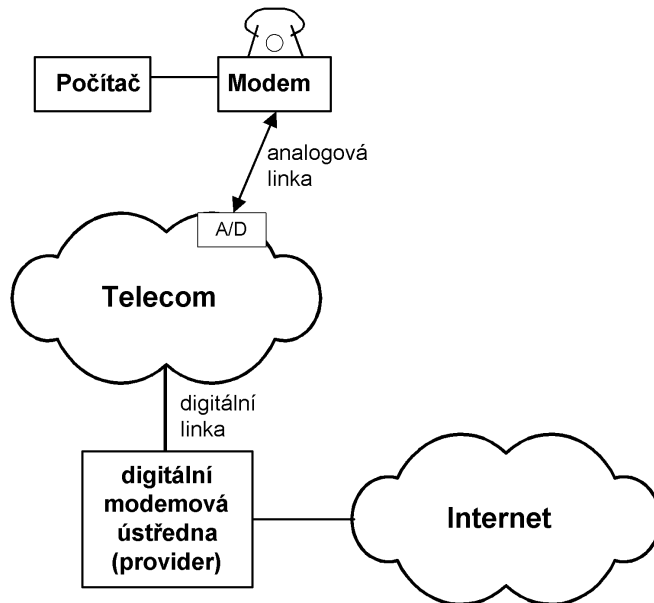 Počítač
Modem
analogová
linka
A/D
Telecom
digitální
linka
digitální
modemová
ústředna
(provider)
Internet